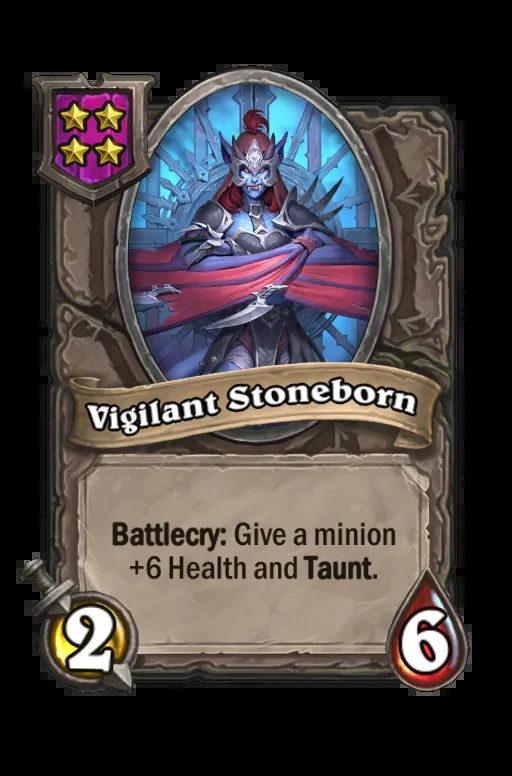 Vigilant Stoneborn
Battlecry: Give a minion
+6 Health and Taunt.
2
6